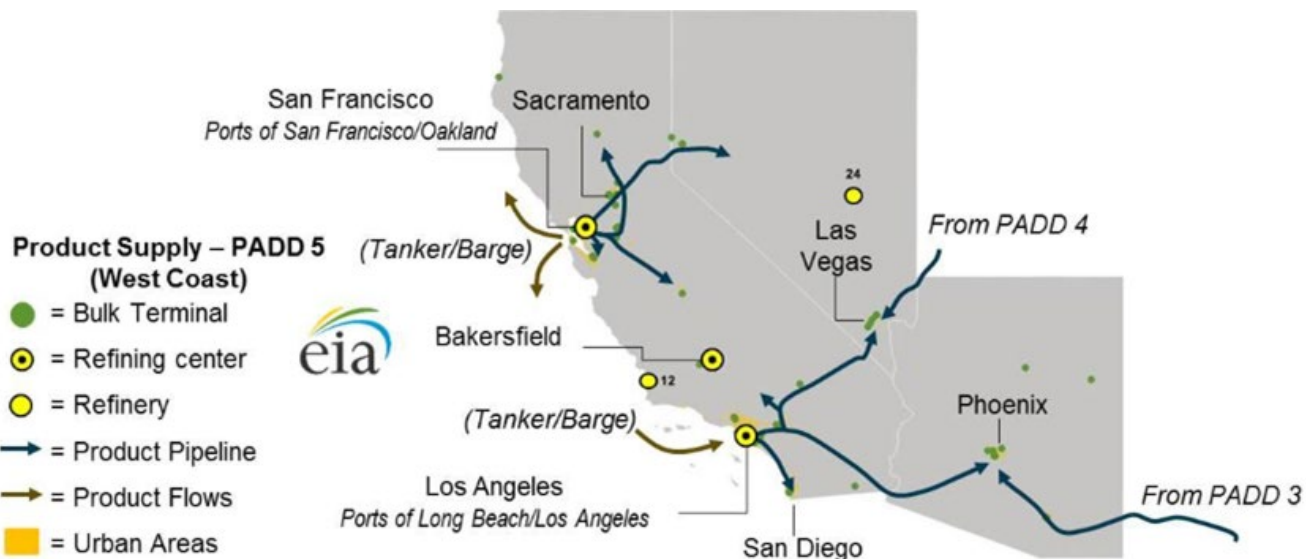 San Francisco
Ports of San Francisco/Oakland
Sacramento
24
From PADD 4
Las
Vegas
(Tanker/Barge)
Product Supply – PADD 5
(West Coast)
= Bulk Terminal
= Refining center
= Refinery
= Product Pipeline
= Product Flows
= Urban Areas
eia
Bakersfield
12
(Tanker/Barge)
Phoenix
Los Angeles
Ports of Long Beach/Los Angeles
From PADD 3
San Diego